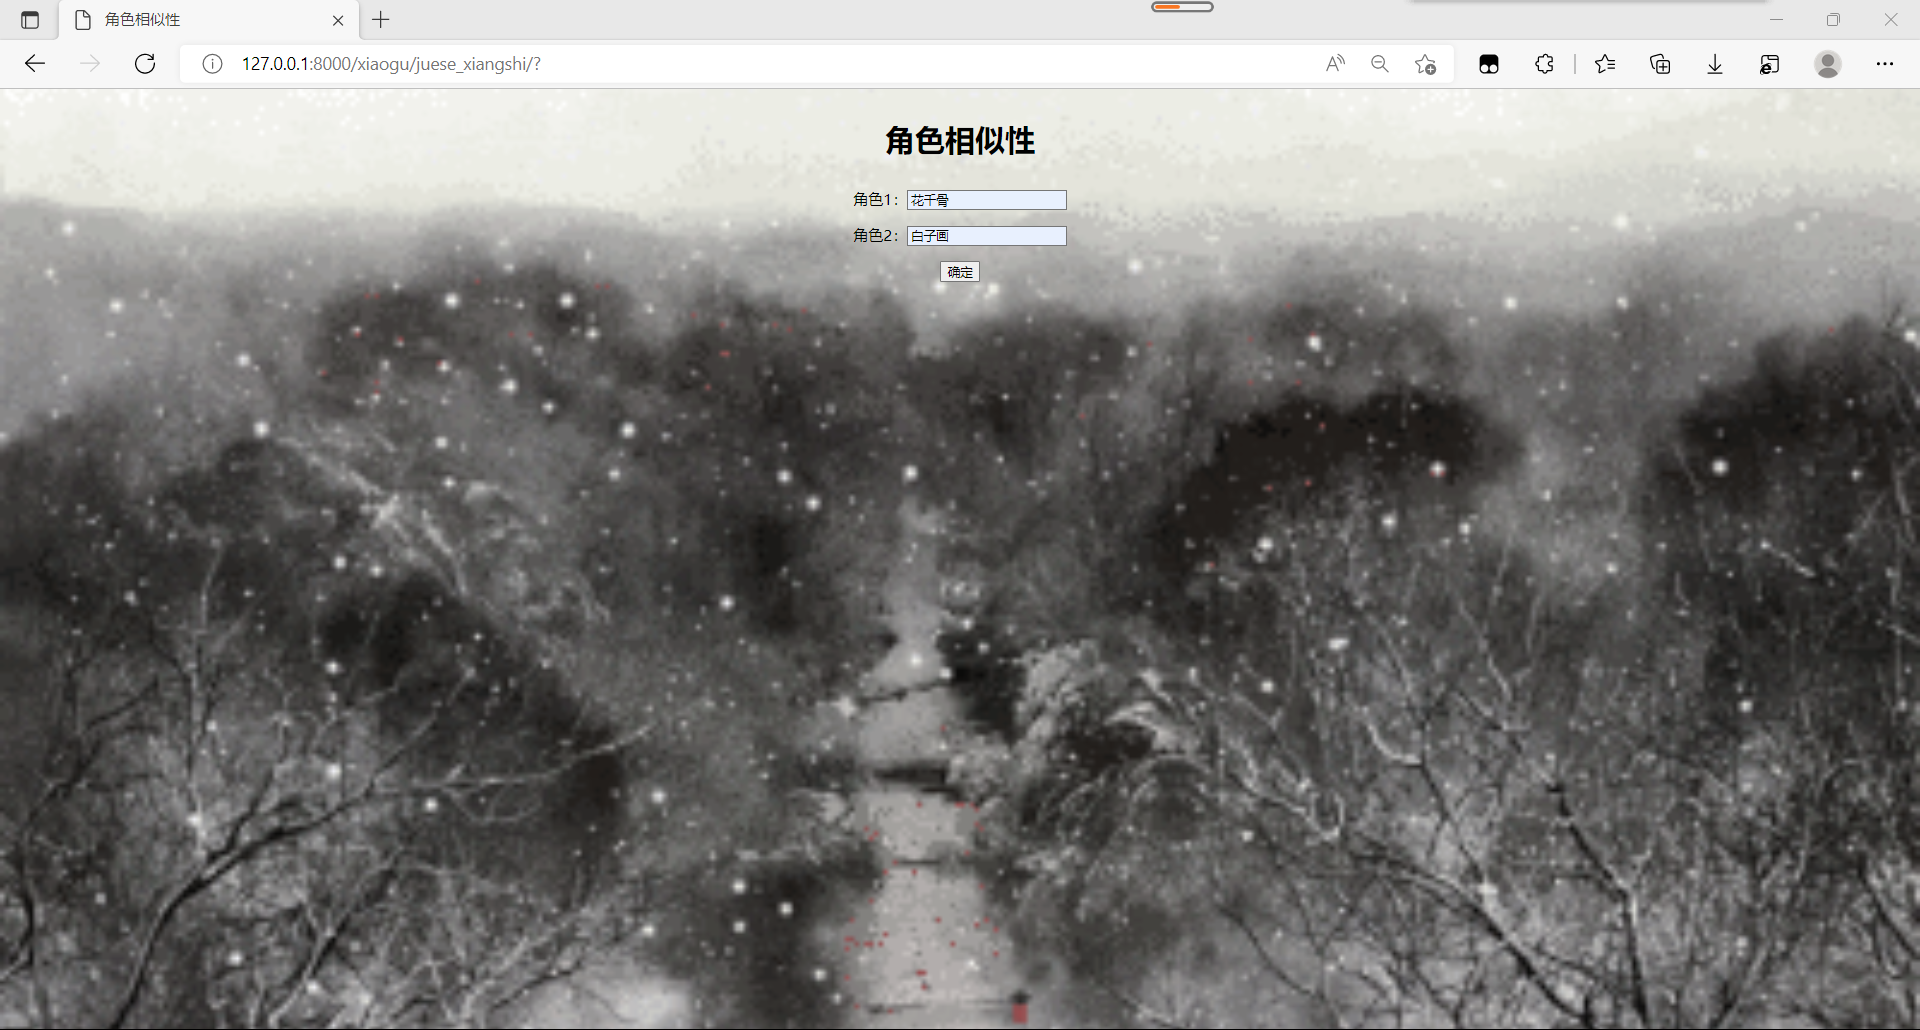 角色相似性
127.0.0.1:8000/xiaogu/juese_xiangshi/?
角色相似性
角色1：花千骨
角色2：白子画
确定